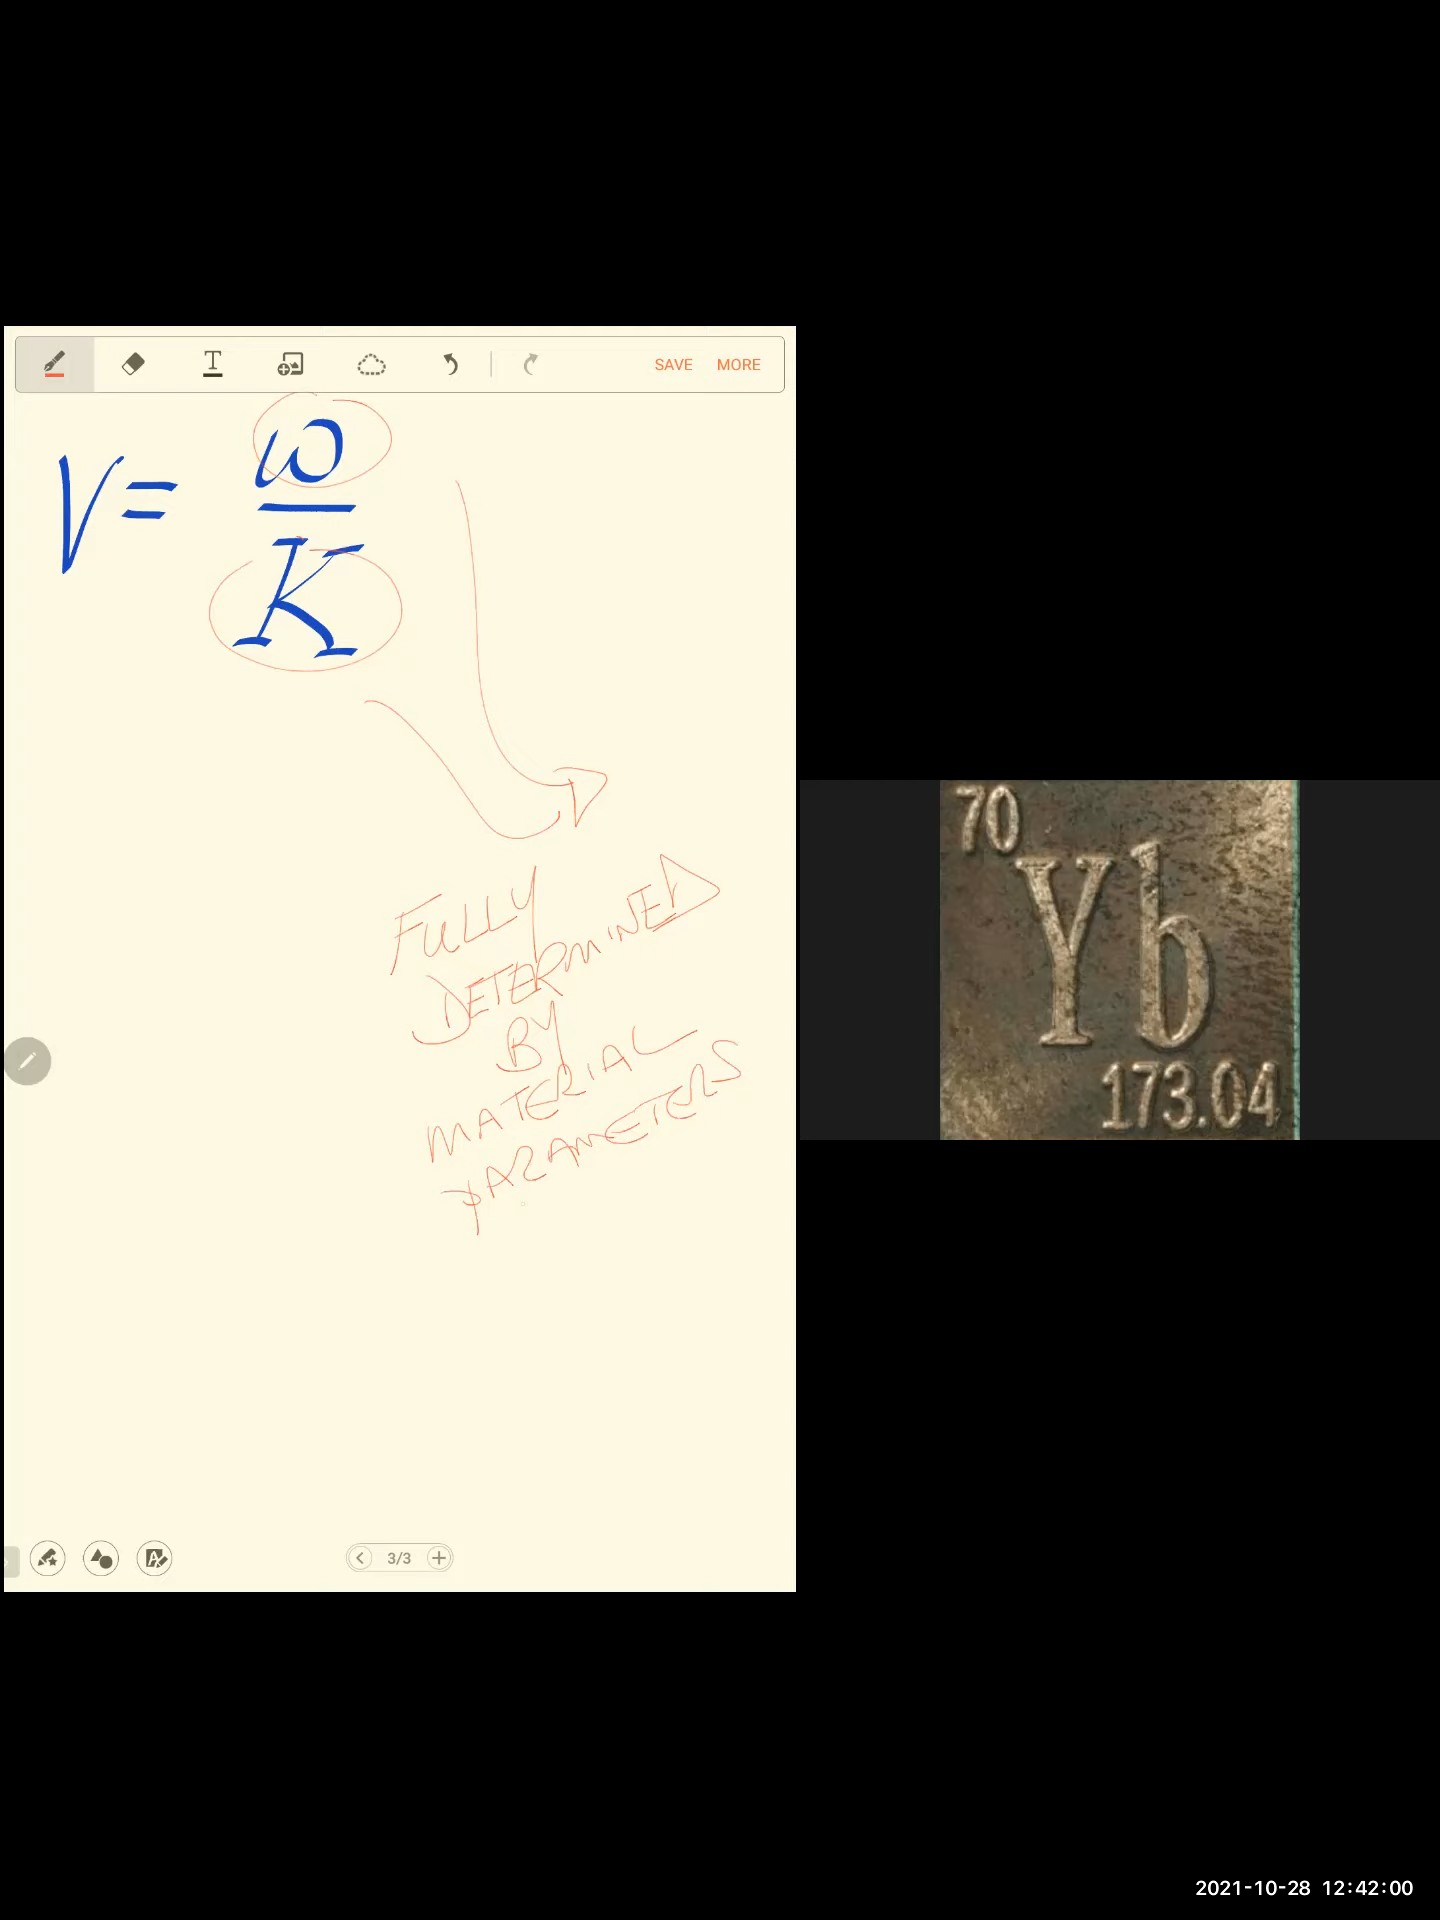 SAVE MORE
V = ω
K
FULLY
DETERMINED
BY
MATERIAL
PARAMETERS
3/3
70
Yb
173.04
2021-10-28 12:42:00